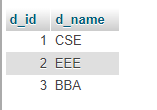 d_id d_name
1 CSE
2 EEE
3 BBA